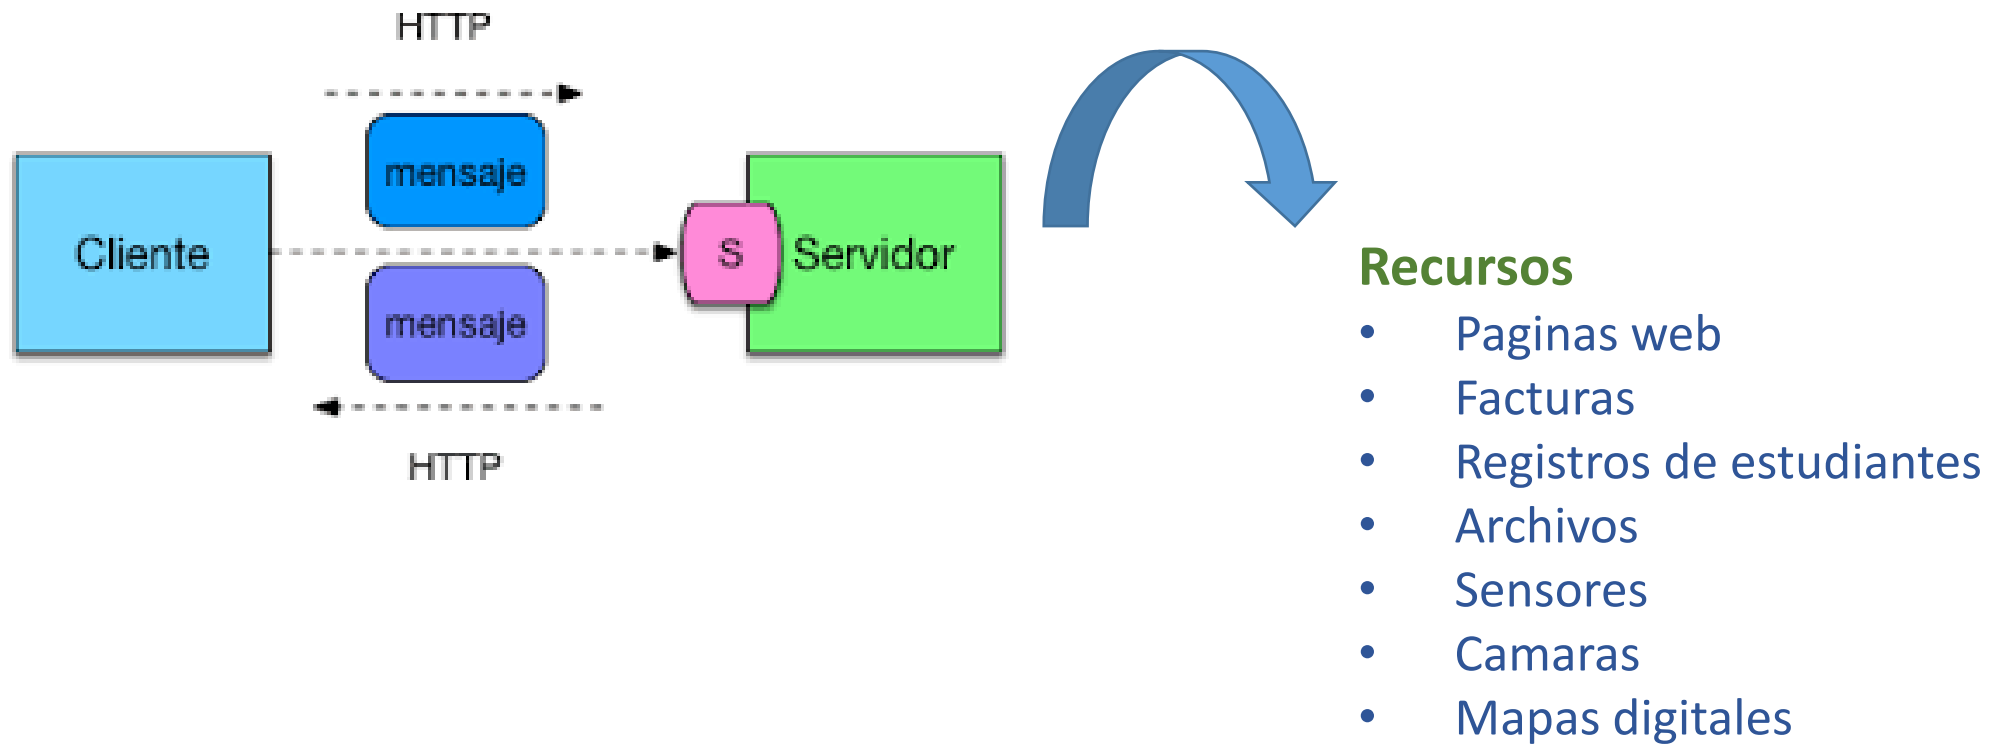 HTTP
mensaje
Cliente
S
Servidor
mensaje
HTTP
Recursos
• Paginas web
• Facturas
• Registros de estudiantes
• Archivos
• Sensores
• Camaras
• Mapas digitales